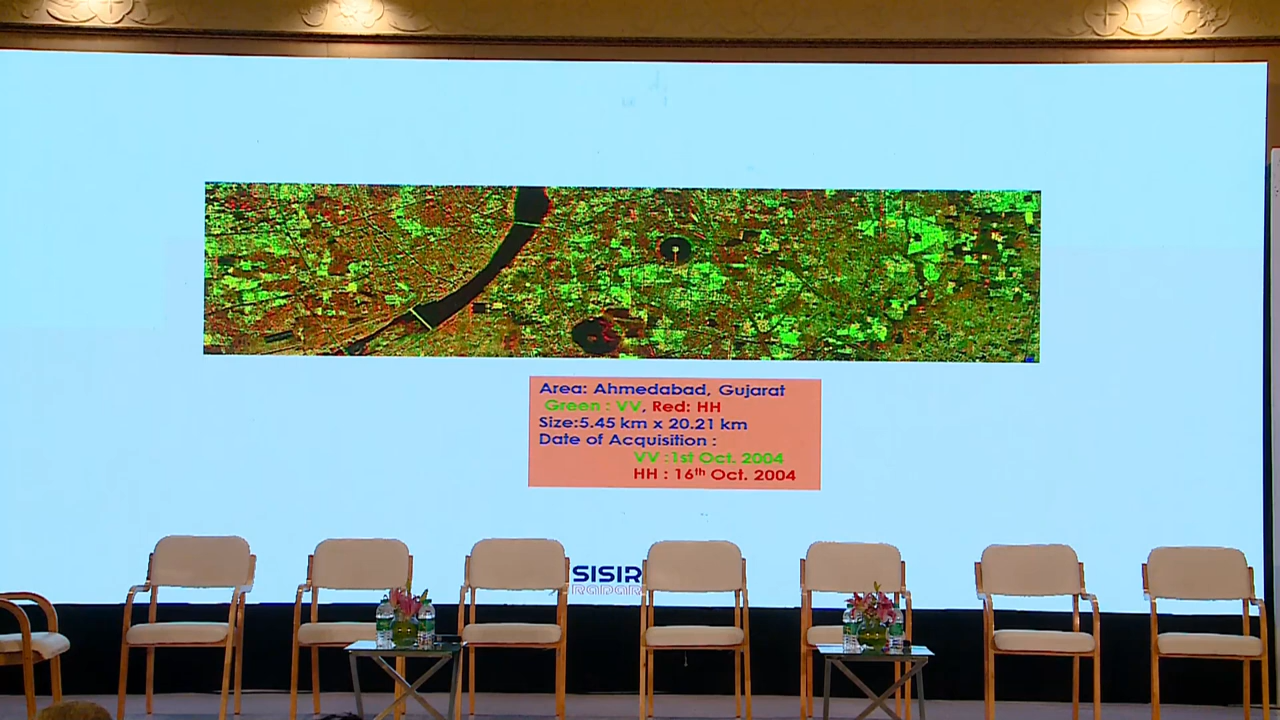 Area: Ahmedabad, Gujarat
Green : VV, Red: HH
Size:5.45 km x 20.21 km
Date of Acquisition :
VV :1st Oct. 2004
HH : 16th Oct. 2004
SISIR
RADAR